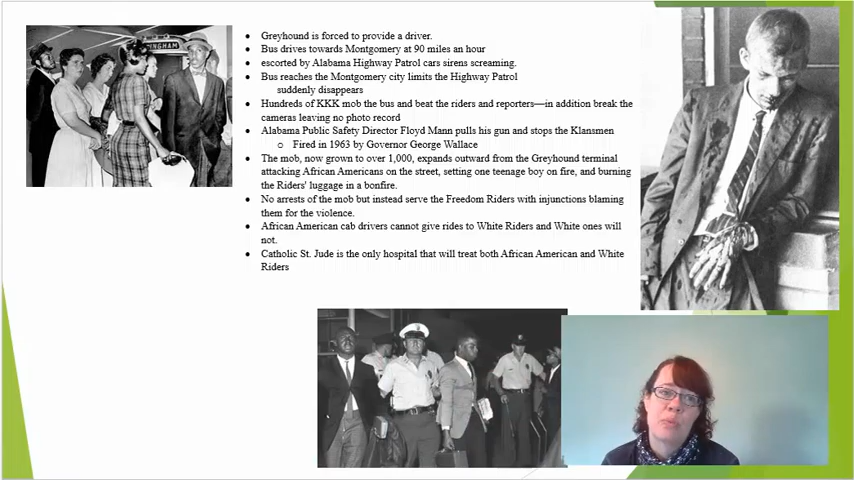 INGHAM
Greyhound is forced to provide a driver.
Bus drives towards Montgomery at 90 miles an hour
escorted by Alabama Highway Patrol cars sirens screaming.
Bus reaches the Montgomery city limits the Highway Patrol
suddenly disappears
Hundreds of KKK mob the bus and beat the riders and reporters—in addition break the
cameras leaving no photo record
Alabama Public Safety Director Floyd Mann pulls his gun and stops the Klansmen
Fired in 1963 by Governor George Wallace
The mob, now grown to over 1,000, expands outward from the Greyhound terminal
attacking African Americans on the street, setting one teenage boy on fire, and burning
the Riders' luggage in a bonfire.
No arrests of the mob but instead serve the Freedom Riders with injunctions blaming
them for the violence.
African American cab drivers cannot give rides to White Riders and White ones will
not.
Catholic St. Jude is the only hospital that will treat both African American and White
Riders